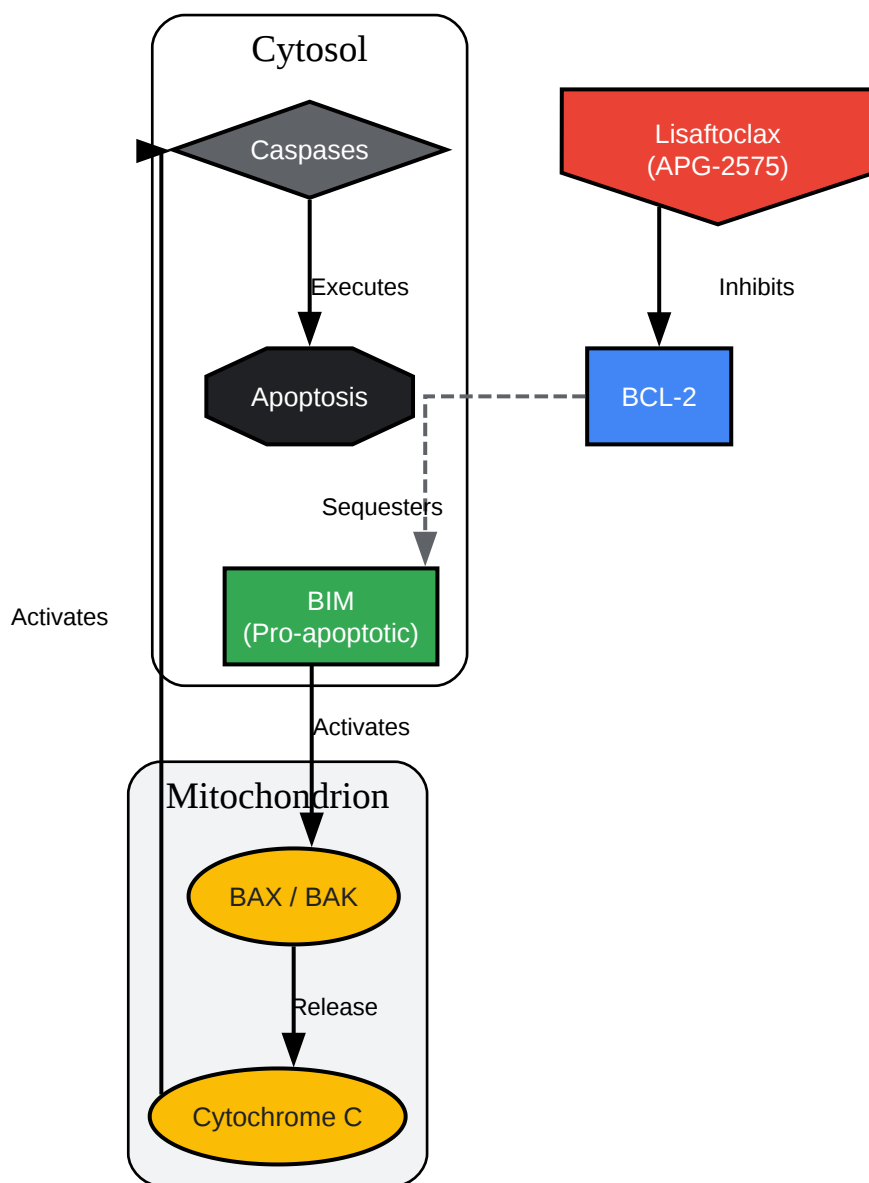 Cytosol
Caspases
Lisaftoclax
(APG-2575)
Executes
Inhibits
Apoptosis
BCL-2
Sequesters
BIM
(Pro-apoptotic)
Activates
Activates
Mitochondrion
BAX / BAK
Release
Cytochrome C